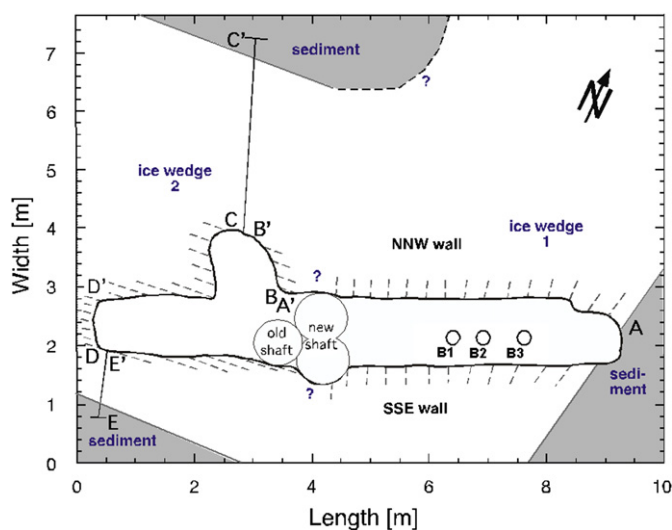 7
6
5
4
3
2
1
0
Width [m]
C'
sediment
?
N
ice wedge
2
ice wedge
1
C
B'
NNW wall
?
D'
B
A'
A
old
shaft
new
shaft
B1
B2
B3
D
E'
sedi-
ment
?
SSE wall
E
sediment
0
2
4
6
8
10
Length [m]